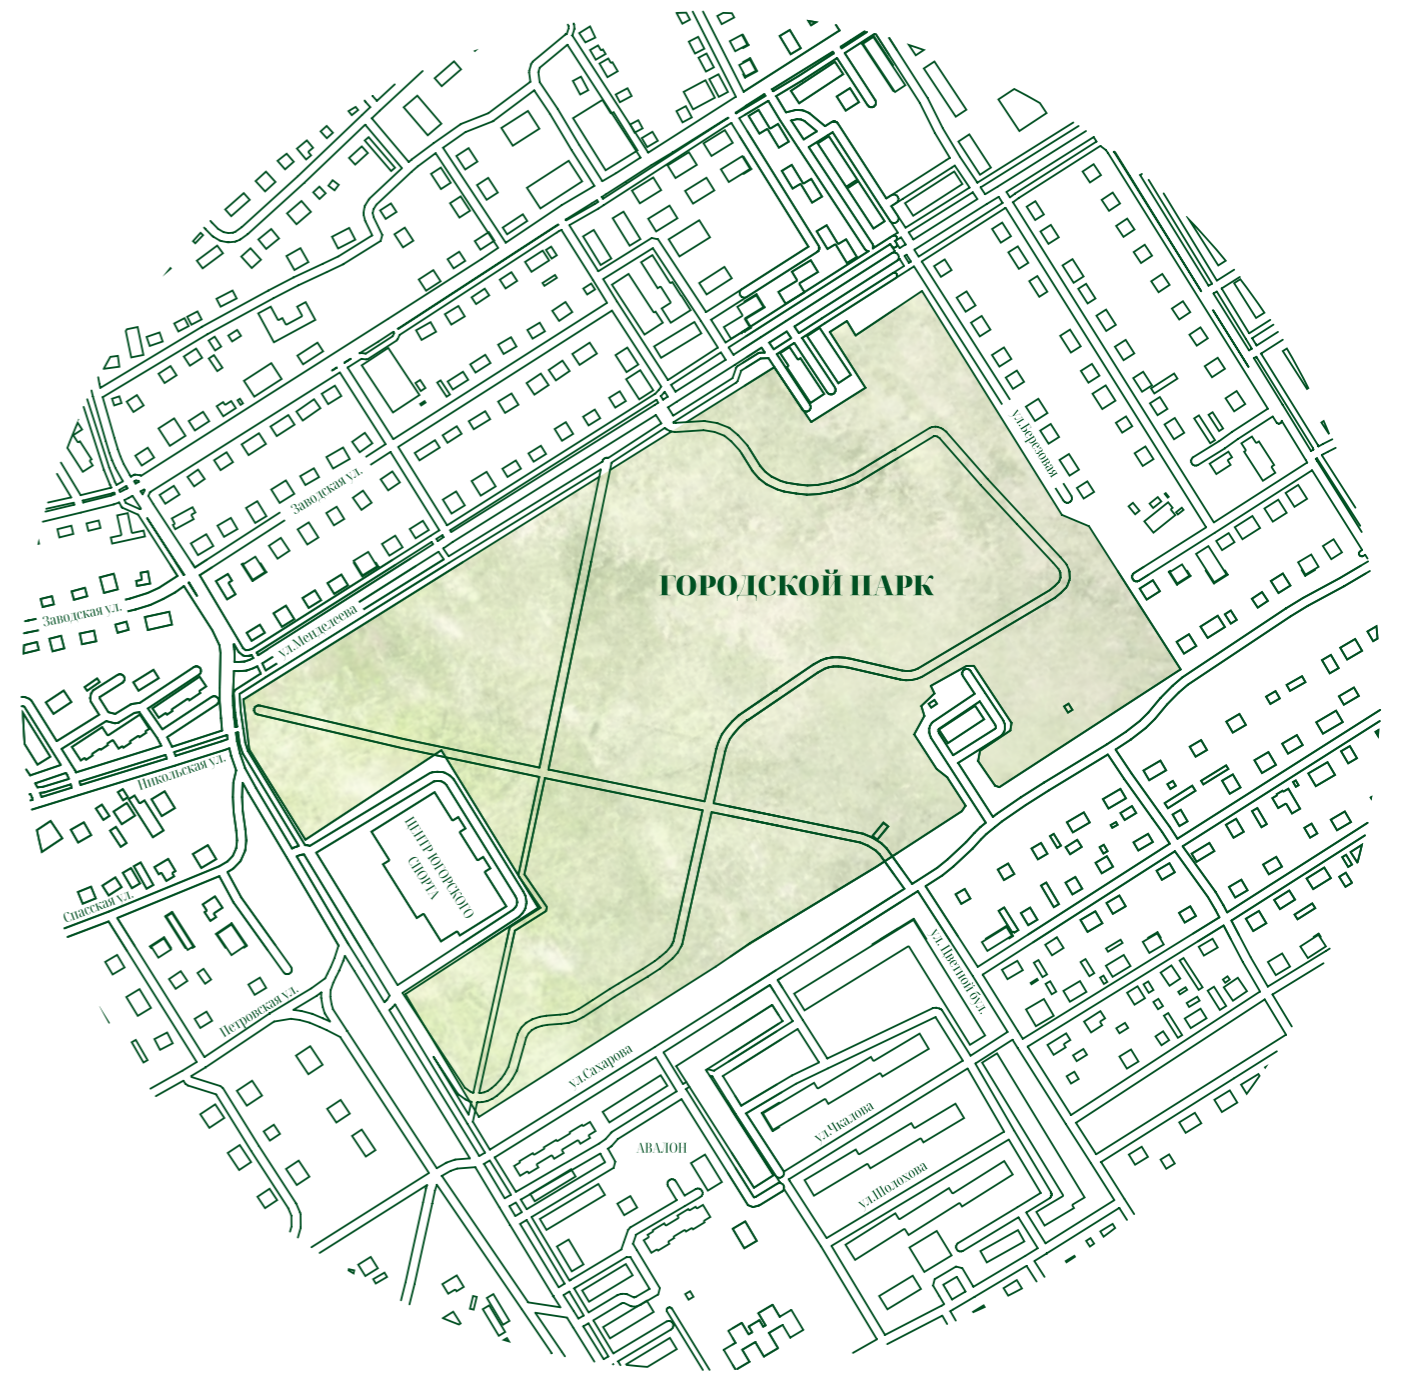 ул.Березовая
Заводская ул.
ГОРОДСКОЙ ПАРК
Заводская ул.
ул.Менделеева
Никольская ул.
ЦЕНТР ЮГОРСКОГО
СПОРТА
Спасская ул.
ул. Цветной бул.
Петровская ул.
ул.Сахарова
ул.Чкалова
АВАЛОН
ул.Шолохова